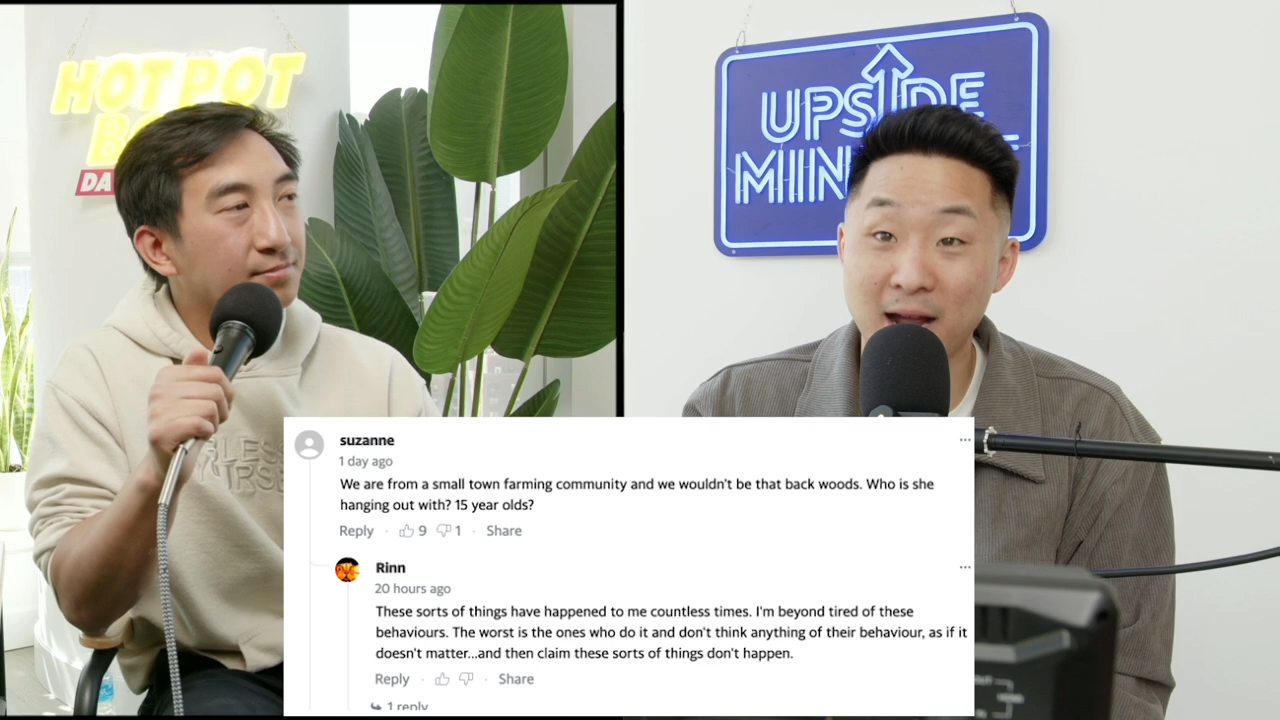 HOT POT
UPSIDE
suzanne
1 day ago
We are from a small town farming community and we wouldn't be that back woods. Who is she
hanging out with? 15 year olds?
Reply · 9 1 · Share
Rinn
20 hours ago
These sorts of things have happened to me countless times. I'm beyond tired of these
behaviours. The worst is the ones who do it and don't think anything of their behaviour, as if it
doesn't matter...and then claim these sorts of things don't happen.
Reply · · Share
1 reply